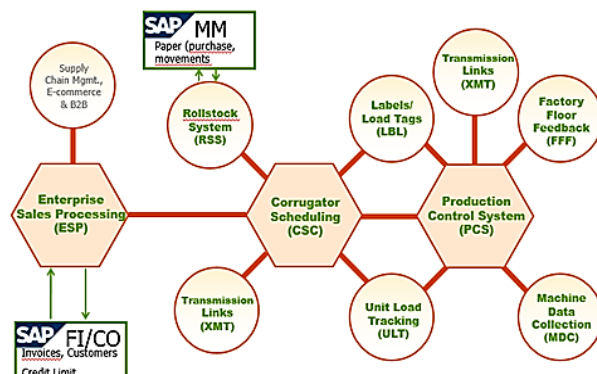 SAP MM
Paper (purchase,
movements
Supply
Chain Mgmt.,
E-commerce
& B2B
Rollstock
System
(RSS)
Labels/
Load Tags
(LBL)
Transmission
Links
(XMT)
Factory
Floor
Feedback
(FFF)
Enterprise
Sales Processing
(ESP)
Corrugator
Scheduling
(CSC)
Production
Control System
(PCS)
Transmission
Links
(XMT)
Unit Load
Tracking
(ULT)
Machine
Data
Collection
(MDC)
SAP FI/CO
Invoices, Customers
Credit Limit